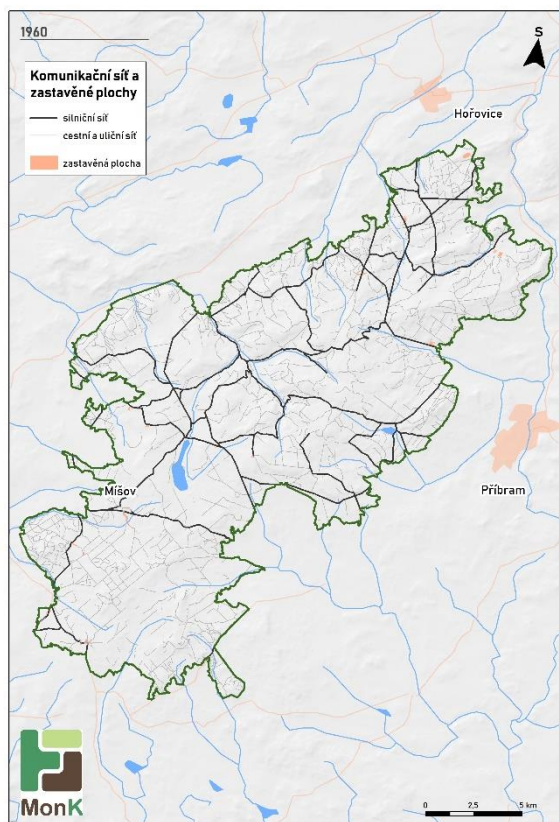 1960
Komunikační síť a
zastavěné plochy
silniční síť
cestní a uliční síť
zastavěná plocha
S
Hořovice
Míšov
Příbram
MonK
0 2,5 5 km